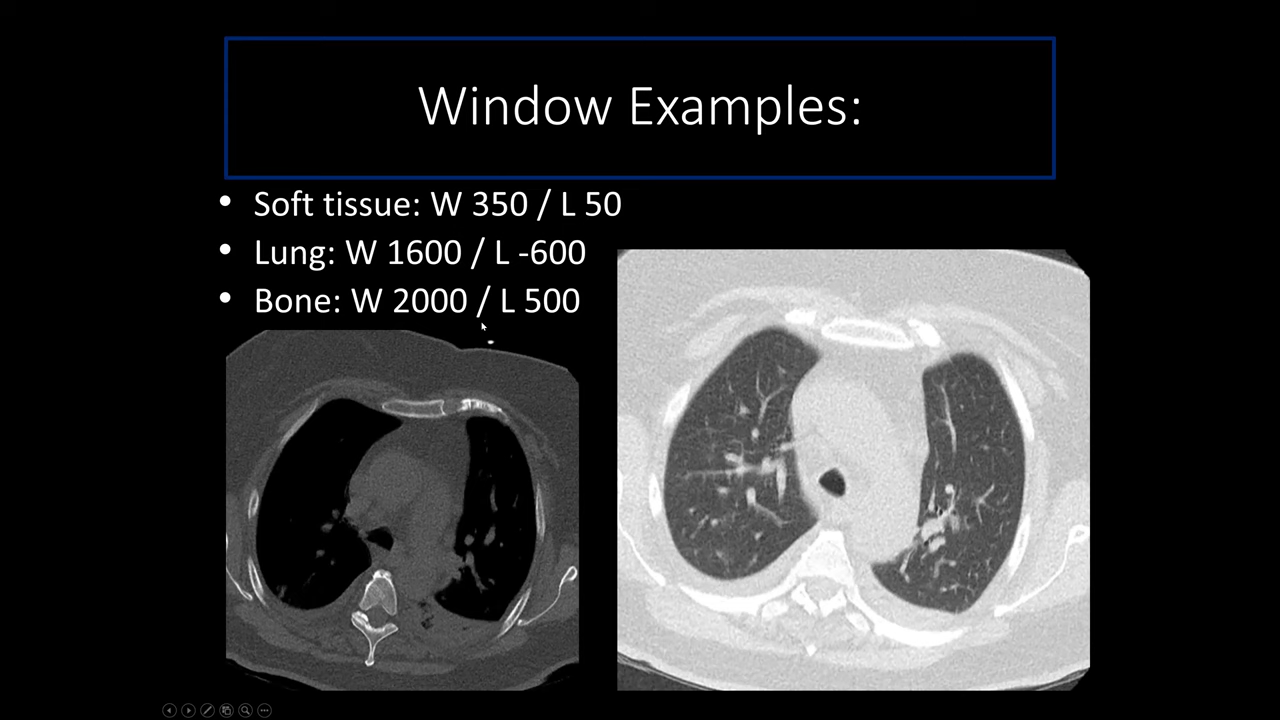 Window Examples:
• Soft tissue: W 350 / L 50
• Lung: W 1600 / L -600
• Bone: W 2000 / L 500